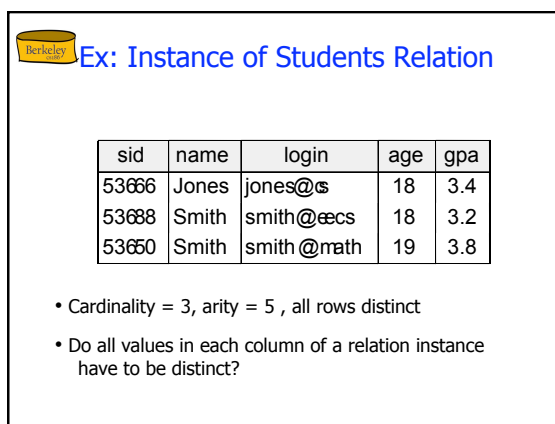 Berkeley
Ex: Instance of Students Relation
sid name login age gpa
53666 Jones jones@cs 18 3.4
53688 Smith smith@eecs 18 3.2
53650 Smith smith @math 19 3.8
• Cardinality = 3, arity = 5 , all rows distinct
• Do all values in each column of a relation instance
have to be distinct?